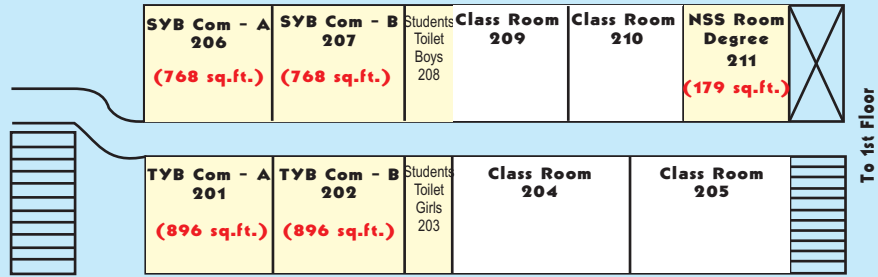 SYB Com - A
206
(768 sq.ft.)
SYB Com - B
207
(768 sq.ft.)
Students
Toilet
Boys
208
Class Room
209
Class Room
210
NSS Room
Degree
211
(179 sq.ft.)
To 1st Floor
TYB Com - A
201
(896 sq.ft.)
TYB Com - B
202
(896 sq.ft.)
Students
Toilet
Girls
203
Class Room
204
Class Room
205